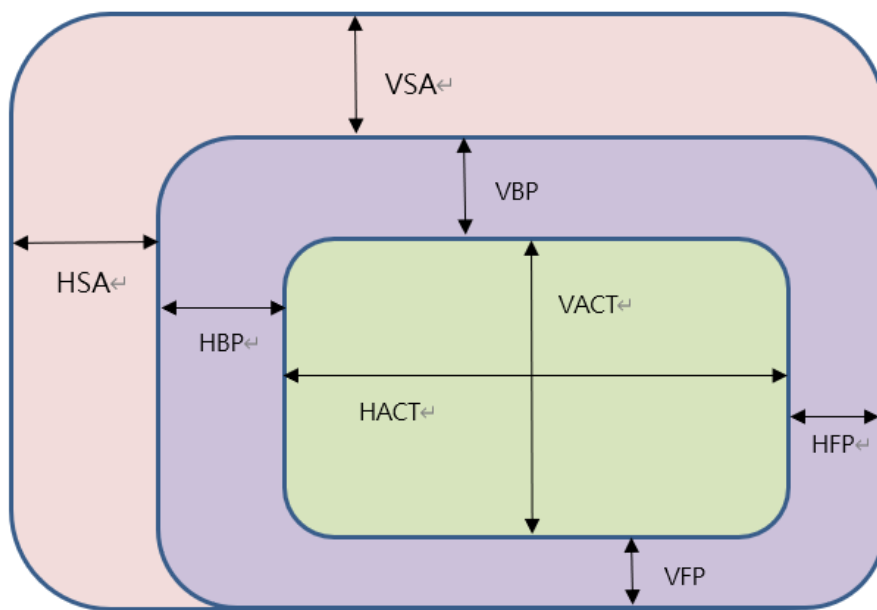 VSA↵
VBP
HSA↵
VACT↵
HBP↵
HACT↵
HFP↵
VFP